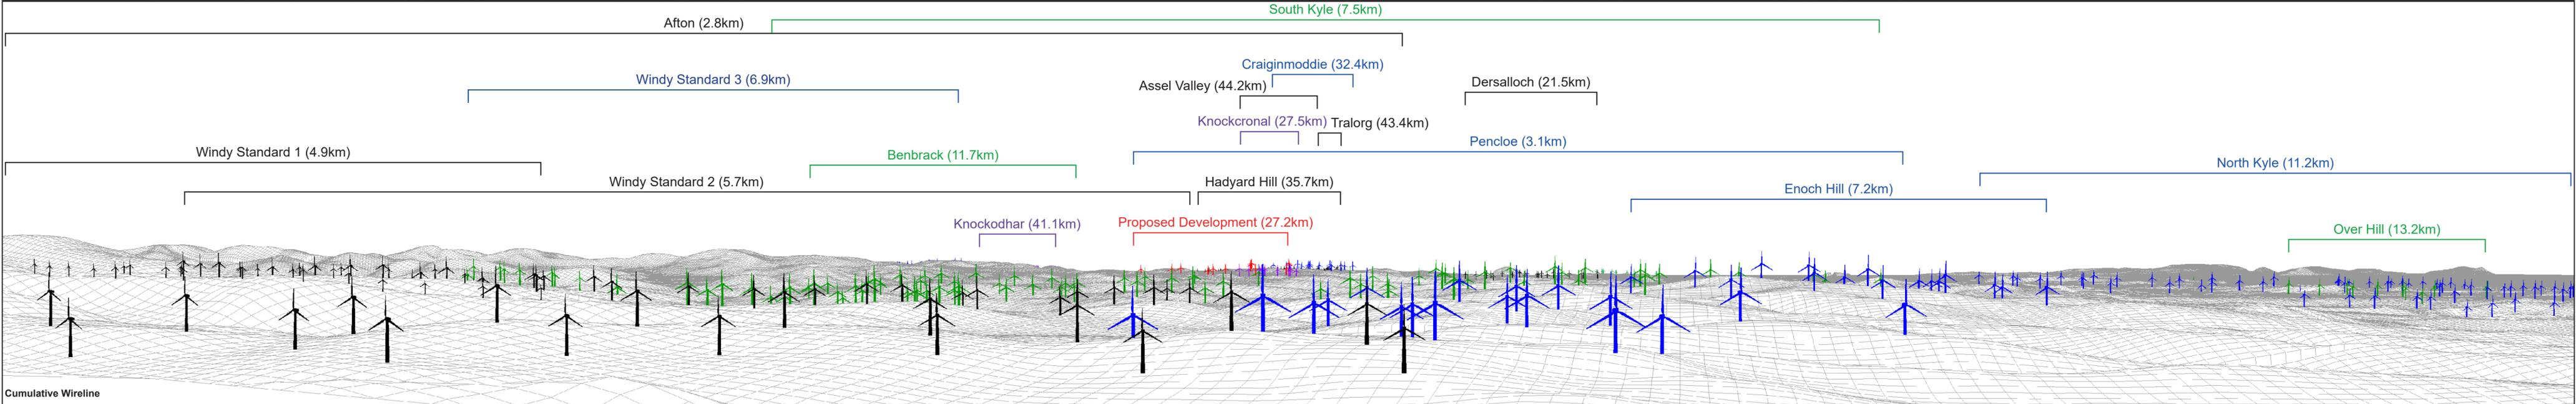 South Kyle (7.5km)
Afton (2.8km)
Craiginmoddie (32.4km)
Windy Standard 3 (6.9km)
Assel Valley (44.2km)
Dersalloch (21.5km)
Knockcronal (27.5km)
Tralorg (43.4km)
Pencloe (3.1km)
Windy Standard 1 (4.9km)
Benbrack (11.7km)
North Kyle (11.2km)
Windy Standard 2 (5.7km)
Hadyard Hill (35.7km)
Enoch Hill (7.2km)
Knockodhar (41.1km)
Proposed Development (27.2km)
Over Hill (13.2km)
Cumulative Wireline